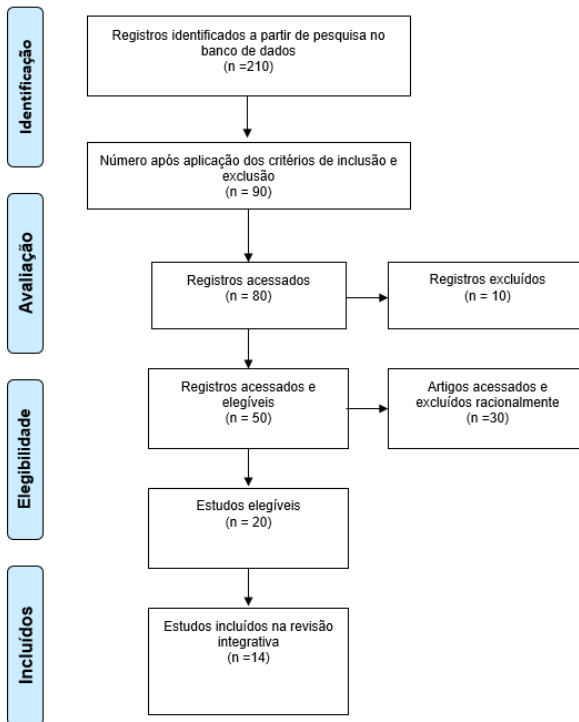 Identificação
Registros identificados a partir de pesquisa no
banco de dados
(n =210)
Número após aplicação dos critérios de inclusão e
exclusão
(n = 90)
Avaliação
Registros acessados
(n = 80)
Registros excluídos
(n = 10)
Elegibilidade
Registros acessados e
elegíveis
(n = 50)
Artigos acessados e
excluídos racionalmente
(n =30)
Estudos elegíveis
(n = 20)
Incluídos
Estudos incluídos na revisão
integrativa
(n =14)